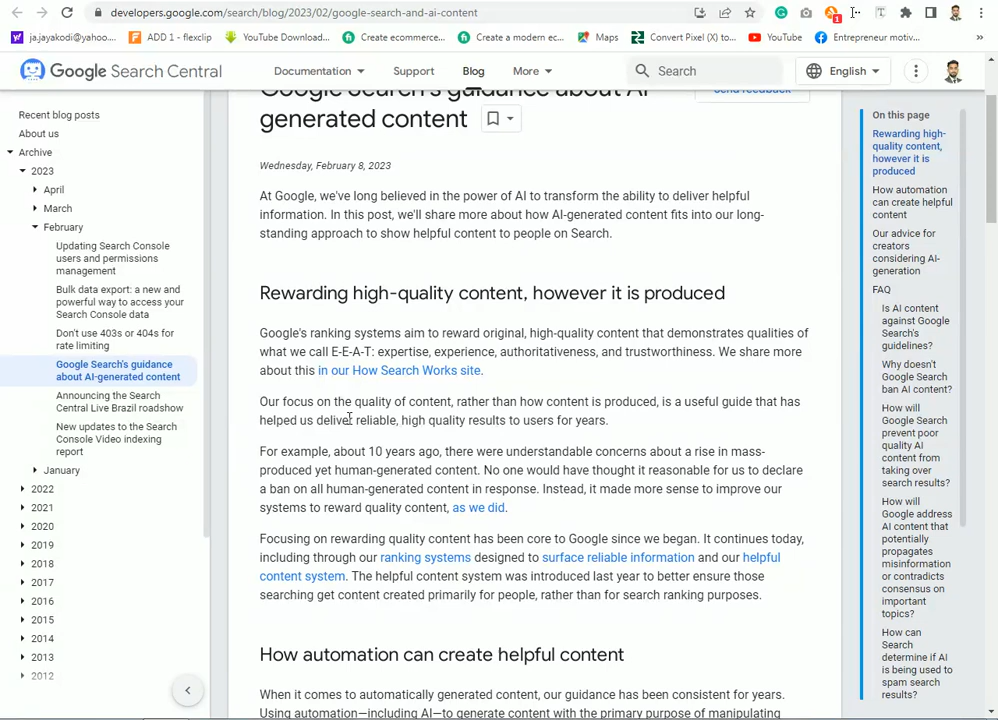 developers.google.com/search/blog/2023/02/google-search-and-ai-content
1
ja.jayakodi@yahoo....
ADD 1 - flexclip
YouTube Download...
Create ecommerce...
Create a modern ec...
Maps
Convert Pixel (X) to...
YouTube
Entrepreneur motiv...
»
Google Search Central
Documentation
Support
Blog
More
Search
English
Recent blog posts
About us
Archive
2023
April
March
February
Updating Search Console
users and permissions
management
Bulk data export: a new and
powerful way to access your
Search Console data
Don't use 403s or 404s for
rate limiting
Google Search's guidance
about AI-generated content
Announcing the Search
Central Live Brazil roadshow
New updates to the Search
Console Video indexing
report
January
2022
2021
2020
2019
2018
2017
2016
2015
2014
2013
2012
Google Search's guidance about AI-
generated content
Send feedback
Wednesday, February 8, 2023
At Google, we've long believed in the power of AI to transform the ability to deliver helpful
information. In this post, we'll share more about how AI-generated content fits into our long-
standing approach to show helpful content to people on Search.
Rewarding high-quality content, however it is produced
Google's ranking systems aim to reward original, high-quality content that demonstrates qualities of
what we call E-E-A-T: expertise, experience, authoritativeness, and trustworthiness. We share more
about this in our How Search Works site.
Our focus on the quality of content, rather than how content is produced, is a useful guide that has
helped us deliver reliable, high quality results to users for years.
For example, about 10 years ago, there were understandable concerns about a rise in mass-
produced yet human-generated content. No one would have thought it reasonable for us to declare
a ban on all human-generated content in response. Instead, it made more sense to improve our
systems to reward quality content, as we did.
Focusing on rewarding quality content has been core to Google since we began. It continues today,
including through our ranking systems designed to surface reliable information and our helpful
content system. The helpful content system was introduced last year to better ensure those
searching get content created primarily for people, rather than for search ranking purposes.
How automation can create helpful content
When it comes to automatically generated content, our guidance has been consistent for years.
Using automation—including AI—to generate content with the primary purpose of manipulating
On this page
Rewarding high-
quality content,
however it is
produced
How automation
can create helpful
content
Our advice for
creators
considering AI-
generation
FAQ
Is AI content
against Google
Search's
guidelines?
Why doesn't
Google Search
ban AI content?
How will
Google Search
prevent poor
quality AI
content from
taking over
search results?
How will
Google address
AI content that
potentially
propagates
misinformation
or contradicts
consensus on
important
topics?
How can
Search
determine if AI
is being used to
spam search
results?